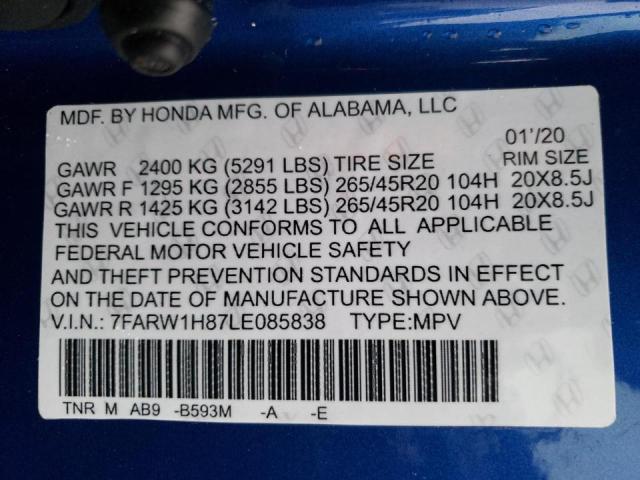 MDF. BY HONDA MFG. OF ALABAMA, LLC
01'/20
GAWR 2400 KG (5291 LBS) TIRE SIZE RIM SIZE
GAWR F 1295 KG (2855 LBS) 265/45R20 104H 20X8.5J
GAWR R 1425 KG (3142 LBS) 265/45R20 104H 20X8.5J
THIS VEHICLE CONFORMS TO ALL APPLICABLE
FEDERAL MOTOR VEHICLE SAFETY
AND THEFT PREVENTION STANDARDS IN EFFECT
ON THE DATE OF MANUFACTURE SHOWN ABOVE.
V.I.N.: 7FARW1H87LE085838 TYPE:MPV
TNR M AB9 -B593M -A -E